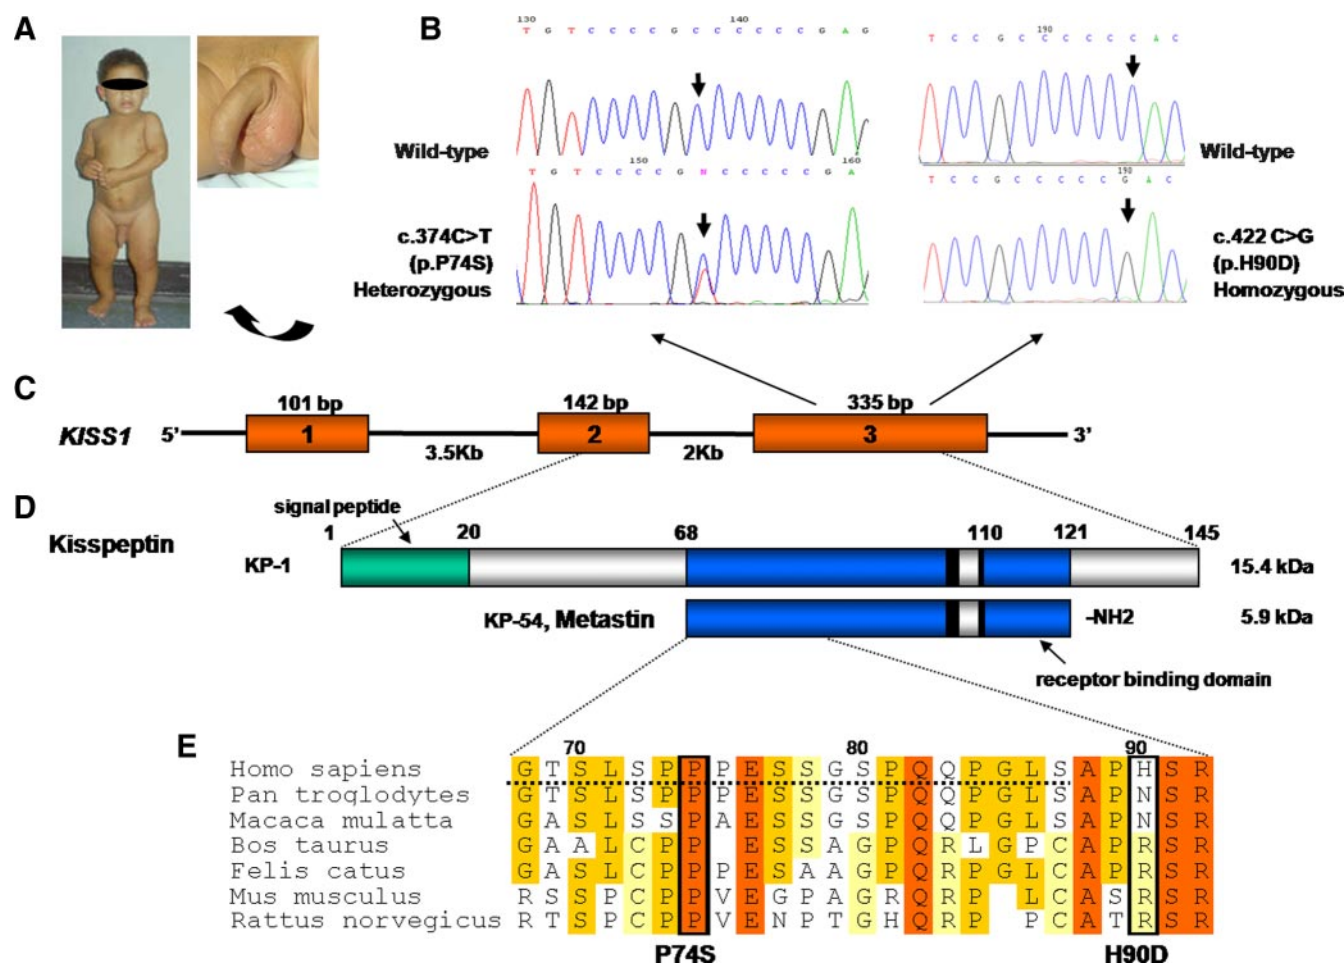 A
B
130 140
T G T C C C C G C C C C C C G A G
Wild-type
150 160
T G T C C C C G N C C C C C G A
c.374C>T
(p.P74S)
Heterozygous
190
T C C G C C C C C C A C
Wild-type
190
T C C G C C C C C G A C
c.422 C>G
(p.H90D)
Homozygous
C
101 bp 142 bp 335 bp
KISS1 5' 1 2 3 3'
3.5Kb 2Kb
D
signal peptide
1 20 68 110 121 145
Kisspeptin
KP-1 15.4 kDa
KP-54, Metastin -NH2 5.9 kDa
receptor binding domain
E
70 80 90
Homo sapiens G T S L S P P P E S S G S P Q Q P G L S A P H S R
Pan troglodytes G T S L S P P P E S S G S P Q Q P G L S A P N S R
Macaca mulatta G A S L S S P A E S S G S P Q Q P G L S A P N S R
Bos taurus G A A L C P P E S S A G P Q R L G P C A P R S R
Felis catus G A S L C P P P E S A A G P Q R P G L C A P R S R
Mus musculus R S S P C P P V E G P A G R Q R P L C A S R S R
Rattus norvegicus R T S P C P P V E N P T G H Q R P P C A T R S R
P74S H90D